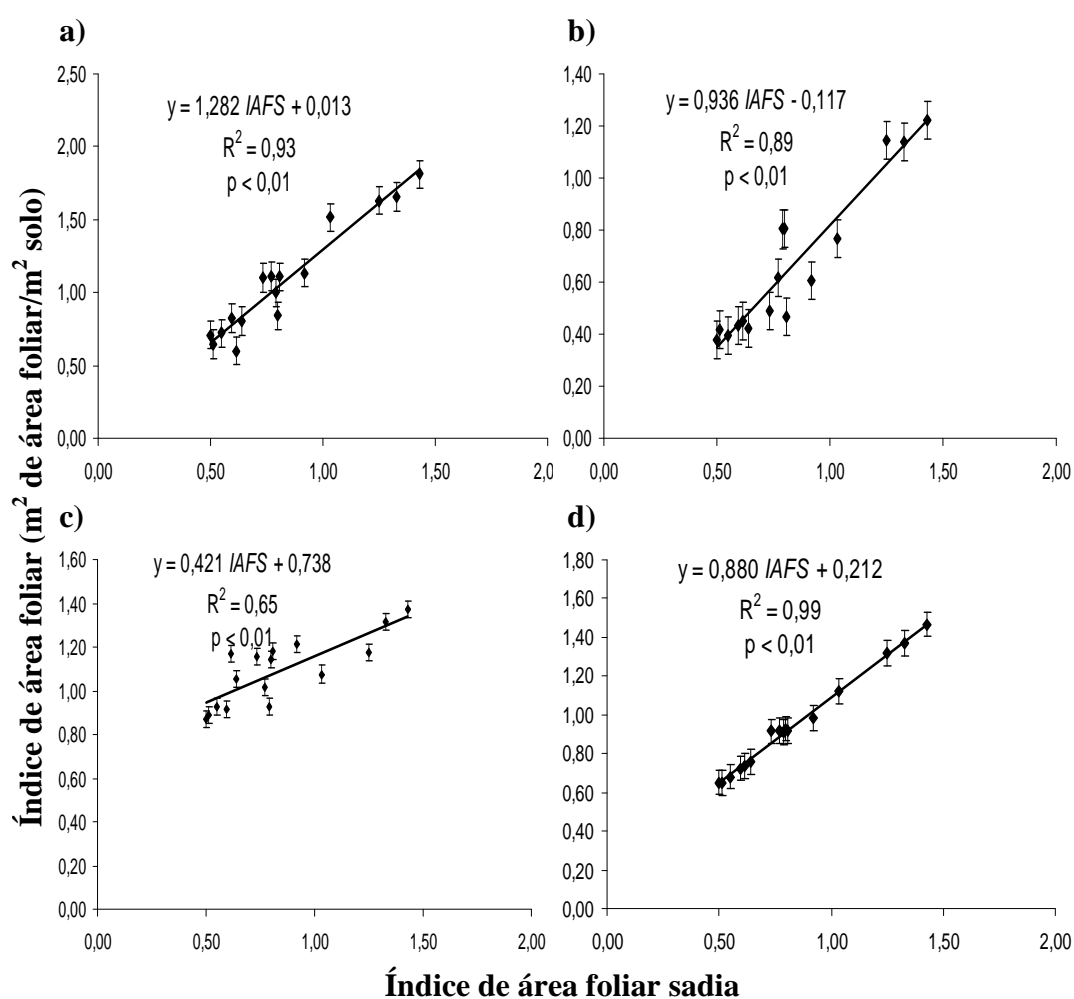 a)
2,50
2,00
1,50
1,00
0,50
0,00
y = 1,282 IAFS + 0,013
R² = 0,93
p < 0,01
0,00 0,50 1,00 1,50 2,00
b)
1,40
1,20
1,00
0,80
0,60
0,40
0,20
0,00
y = 0,936 IAFS - 0,117
R² = 0,89
p < 0,01
0,00 0,50 1,00 1,50 2,00
Índice de área foliar (m² de área foliar/m² solo)
c)
1,60
1,40
1,20
1,00
0,80
0,60
0,40
0,20
0,00
y = 0,421 IAFS + 0,738
R² = 0,65
p < 0,01
0,00 0,50 1,00 1,50 2,00
d)
1,80
1,60
1,40
1,20
1,00
0,80
0,60
0,40
0,20
0,00
y = 0,880 IAFS + 0,212
R² = 0,99
p < 0,01
0,00 0,50 1,00 1,50 2,00
Índice de área foliar sadia